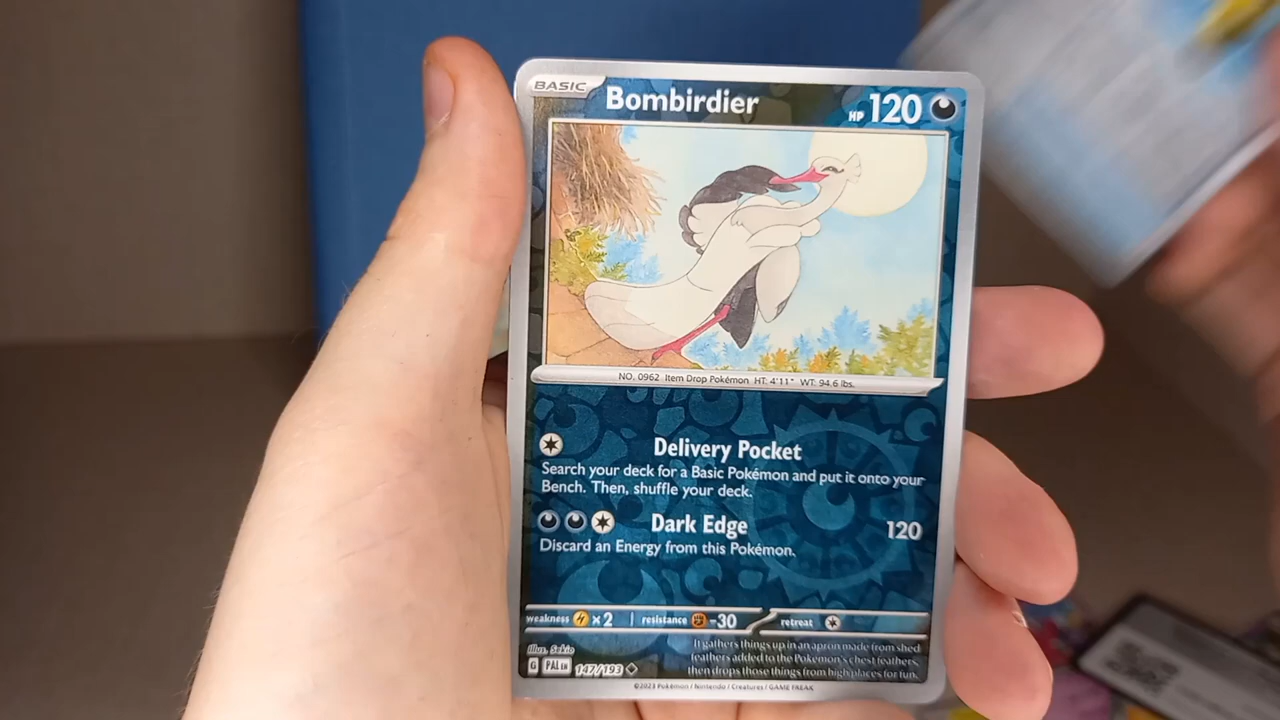 BASIC Bombirdier HP 120
NO. 0962 Item Drop Pokémon HT: 4'11" WT: 94.6 lbs.
Delivery Pocket
Search your deck for a Basic Pokémon and put it onto your
Bench. Then, shuffle your deck.
Dark Edge 120
Discard an Energy from this Pokémon.
weakness ×2 resistance -30 retreat
Illus. Sekio
G PAL EN 147/193
It gathers things up in an apron made from shed
feathers added to the Pokémon's chest feathers,
then drops those things from high places for fun.
©2023 Pokémon / Nintendo / Creatures / GAME FREAK